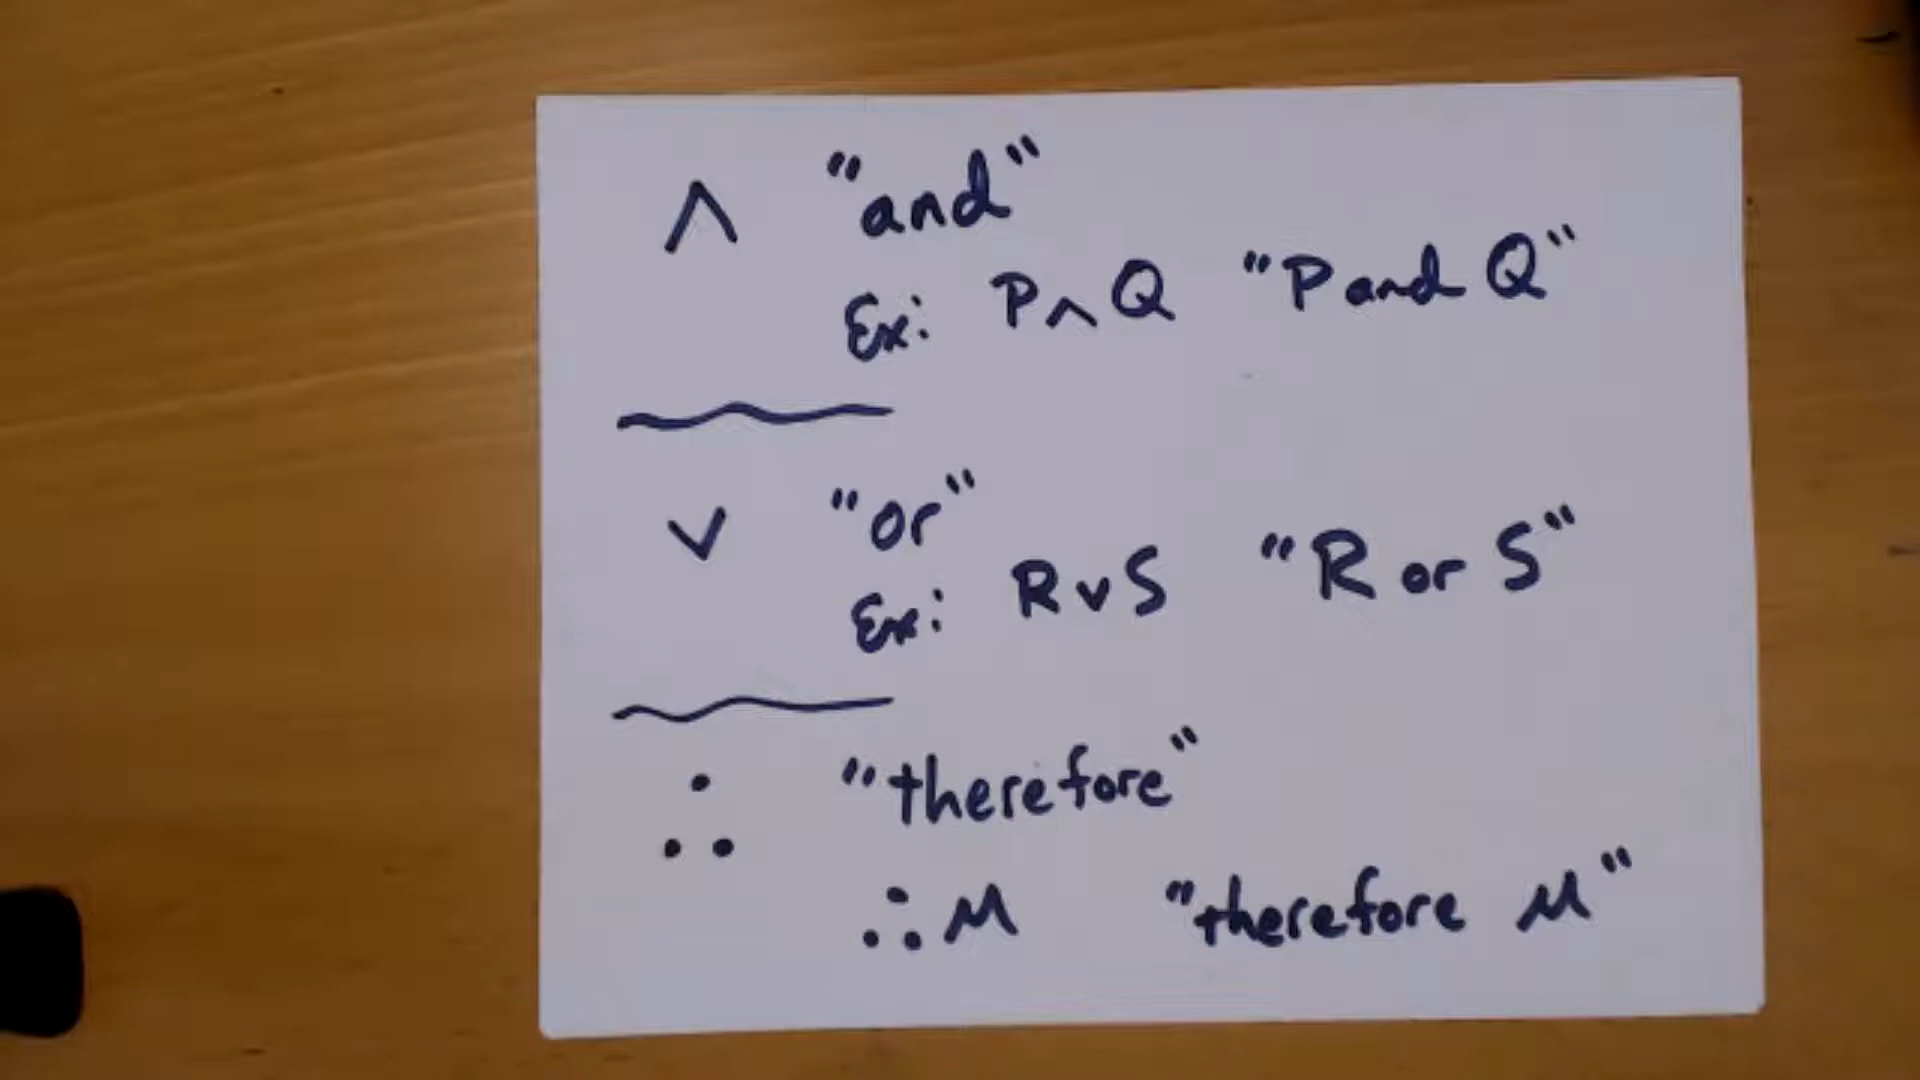 ∧ "and"
Ex: P∧Q "P and Q"
∨ "or"
Ex: R∨S "R or S"
∴ "therefore"
∴ M "therefore M"